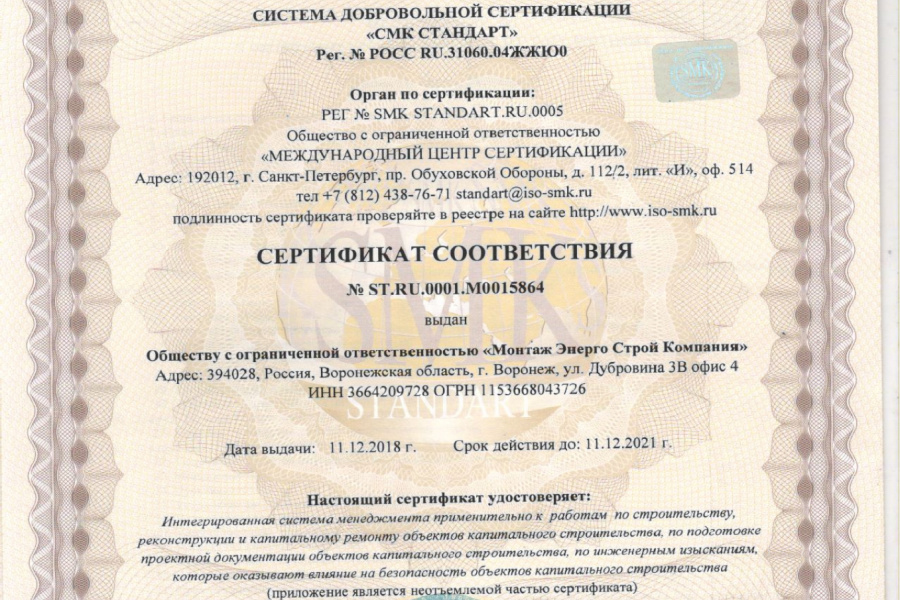 СИСТЕМА ДОБРОВОЛЬНОЙ СЕРТИФИКАЦИИ
«СМК СТАНДАРТ»
Рег. № РОСС RU.31060.04ЖЖЮ0
SMK
Орган по сертификации:
РЕГ № SMK STANDART.RU.0005
Общество с ограниченной ответственностью
«МЕЖДУНАРОДНЫЙ ЦЕНТР СЕРТИФИКАЦИИ»
Адрес: 192012, г. Санкт-Петербург, пр. Обуховской Обороны, д. 112/2, лит. «И», оф. 514
тел +7 (812) 438-76-71 standart@iso-smk.ru
подлинность сертификата проверяйте в реестре на сайте http://www.iso-smk.ru
СЕРТИФИКАТ СООТВЕТСТВИЯ
№ ST.RU.0001.M0015864
SMK
выдан
Обществу с ограниченной ответственностью «Монтаж Энерго Строй Компания»
Адрес: 394028, Россия, Воронежская область, г. Воронеж, ул. Дубровина 3В офис 4
ИНН 3664209728 ОГРН 1153668043726
STANDART
Дата выдачи: 11.12.2018 г. Срок действия до: 11.12.2021 г.
Настоящий сертификат удостоверяет:
Интегрированная система менеджмента применительно к работам по строительству,
реконструкции и капитальному ремонту объектов капитального строительства, по подготовке
проектной документации объектов капитального строительства, по инженерным изысканиям,
которые оказывают влияние на безопасность объектов капитального строительства
(приложение является неотъемлемой частью сертификата)